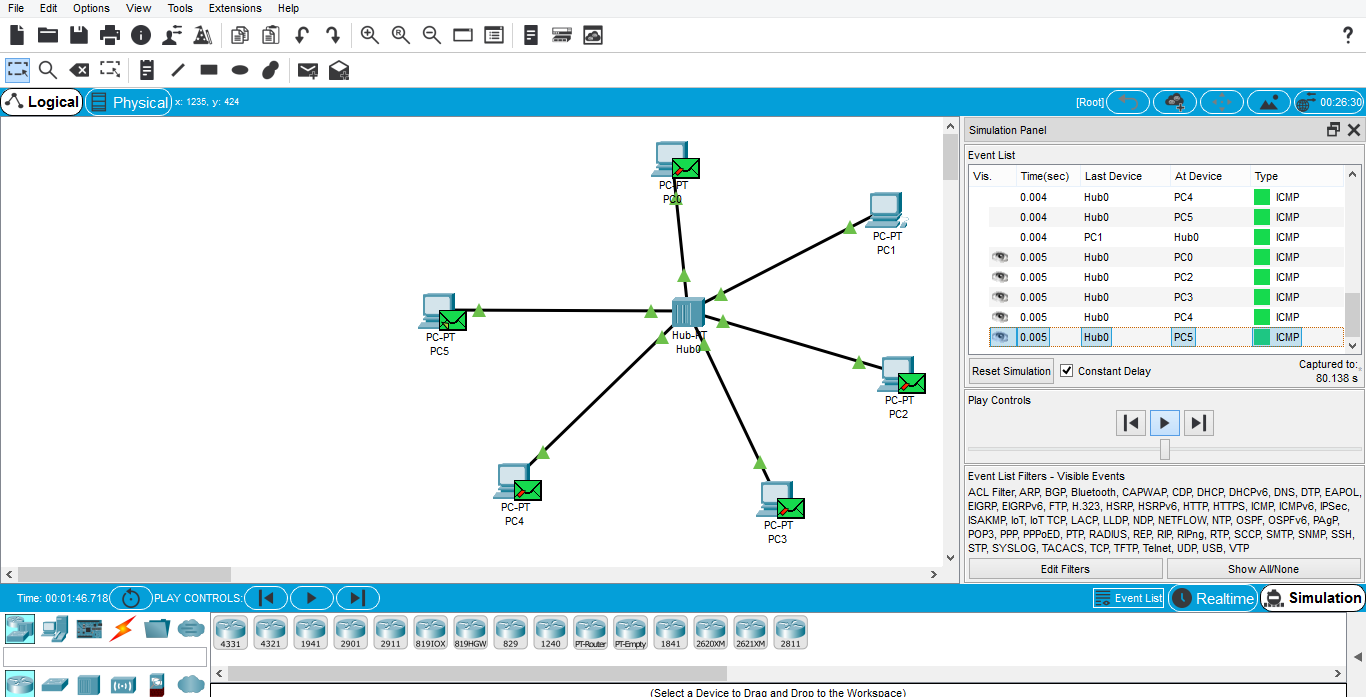 File Edit Options View Tools Extensions Help
?
Logical Physical x: 1235, y: 424 [Root] 00:26:30
PC-PT
PC0
PC-PT
PC1
PC-PT
PC5
Hub-PT
Hub0
PC-PT
PC2
PC-PT
PC4
PC-PT
PC3
Simulation Panel
Event List
Vis. Time(sec) Last Device At Device Type
0.004 Hub0 PC4 ICMP
0.004 Hub0 PC5 ICMP
0.004 PC1 Hub0 ICMP
0.005 Hub0 PC0 ICMP
0.005 Hub0 PC2 ICMP
0.005 Hub0 PC3 ICMP
0.005 Hub0 PC4 ICMP
0.005 Hub0 PC5 ICMP
Reset Simulation Constant Delay Captured to:
80.138 s
Play Controls
Event List Filters - Visible Events
ACL Filter, ARP, BGP, Bluetooth, CAPWAP, CDP, DHCP, DHCPv6, DNS, DTP, EAPOL,
EIGRP, EIGRPv6, FTP, H.323, HSRP, HSRPv6, HTTP, HTTPS, ICMP, ICMPv6, IPSec,
ISAKMP, IoT, IoT TCP, LACP, LLDP, NDP, NETFLOW, NTP, OSPF, OSPFv6, PAgP,
POP3, PPP, PPPoED, PTP, RADIUS, REP, RIP, RIPng, RTP, SCCP, SMTP, SNMP, SSH,
STP, SYSLOG, TACACS, TCP, TFTP, Telnet, UDP, USB, VTP
Edit Filters Show All/None
Time: 00:01:46.718 PLAY CONTROLS: Event List Realtime Simulation
4331 4321 1941 2901 2911 819IOX 819HGW 829 1240 PT-Router PT-Empty 1841 2620XM 2621XM 2811
(Select a Device to Drag and Drop to the Workspace)